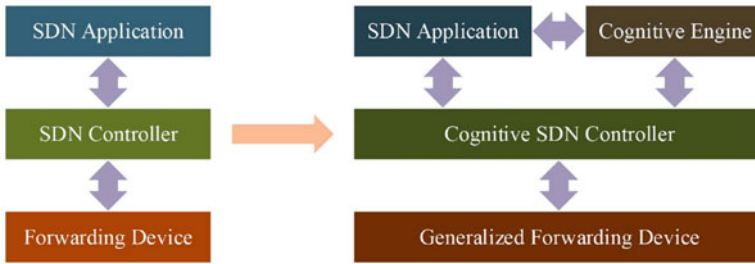 SDN Application
SDN Controller
Forwarding Device
SDN Application
Cognitive Engine
Cognitive SDN Controller
Generalized Forwarding Device